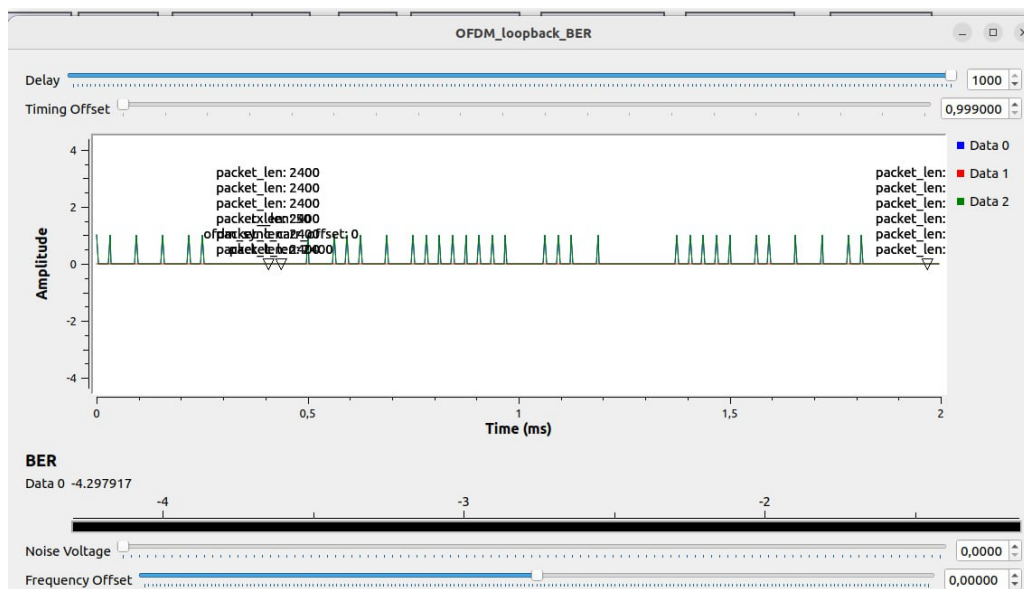 OFDM_loopback_BER
Delay 1000
Timing Offset 0,999000
4
2
0
-2
-4
Amplitude
packet_len: 2400
packet_len: 2400
packet_len: 2400
packet_len:
packet_len:
packet_len:
packet_len:
packet_len:
packet_len:
Data 0
Data 1
Data 2
0 0,5 1 1,5 2
Time (ms)
BER
Data 0 -4.297917
-4 -3 -2
Noise Voltage 0,0000
Frequency Offset 0,00000